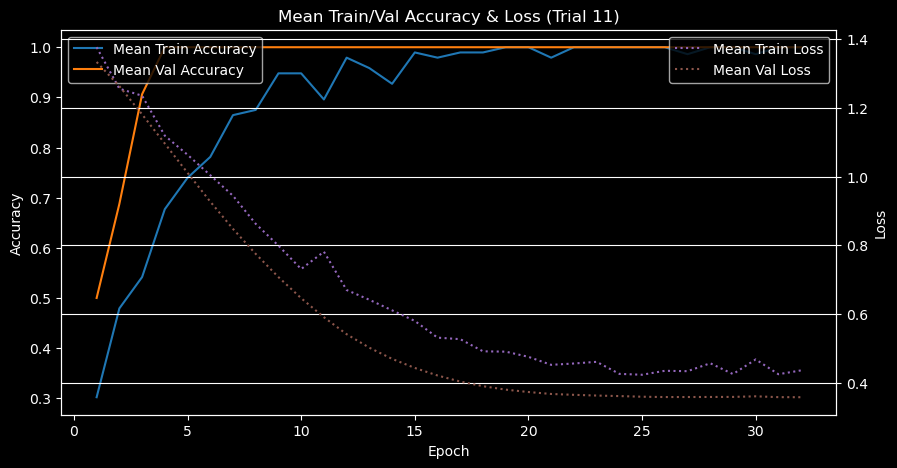 Mean Train/Val Accuracy & Loss (Trial 11)
Mean Train Accuracy
Mean Val Accuracy
Mean Train Loss
Mean Val Loss
Accuracy
1.0
0.9
0.8
0.7
0.6
0.5
0.4
0.3
1.4
1.2
1.0
0.8
0.6
0.4
Loss
0 5 10 15 20 25 30
Epoch